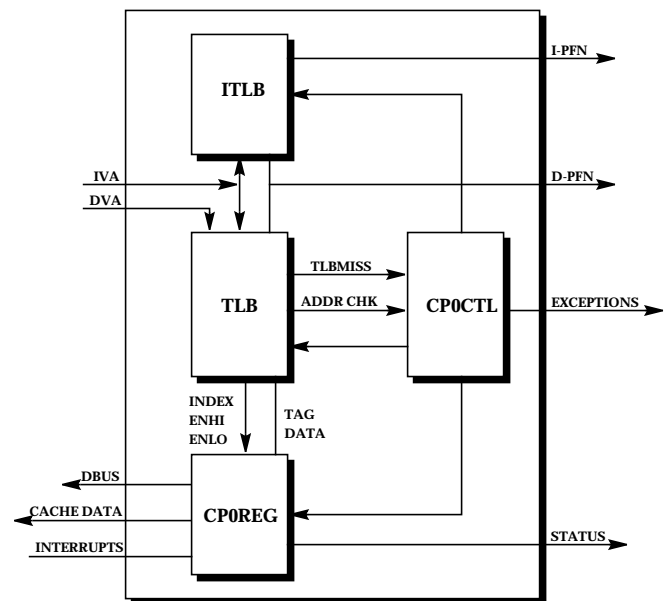 I-PFN
ITLB
IVA
D-PFN
DVA
TLBMISS
TLB
ADDR CHK
CP0CTL
EXCEPTIONS
INDEX
ENHI
ENLO
TAG
DATA
DBUS
CACHE DATA
CP0REG
INTERRUPTS
STATUS